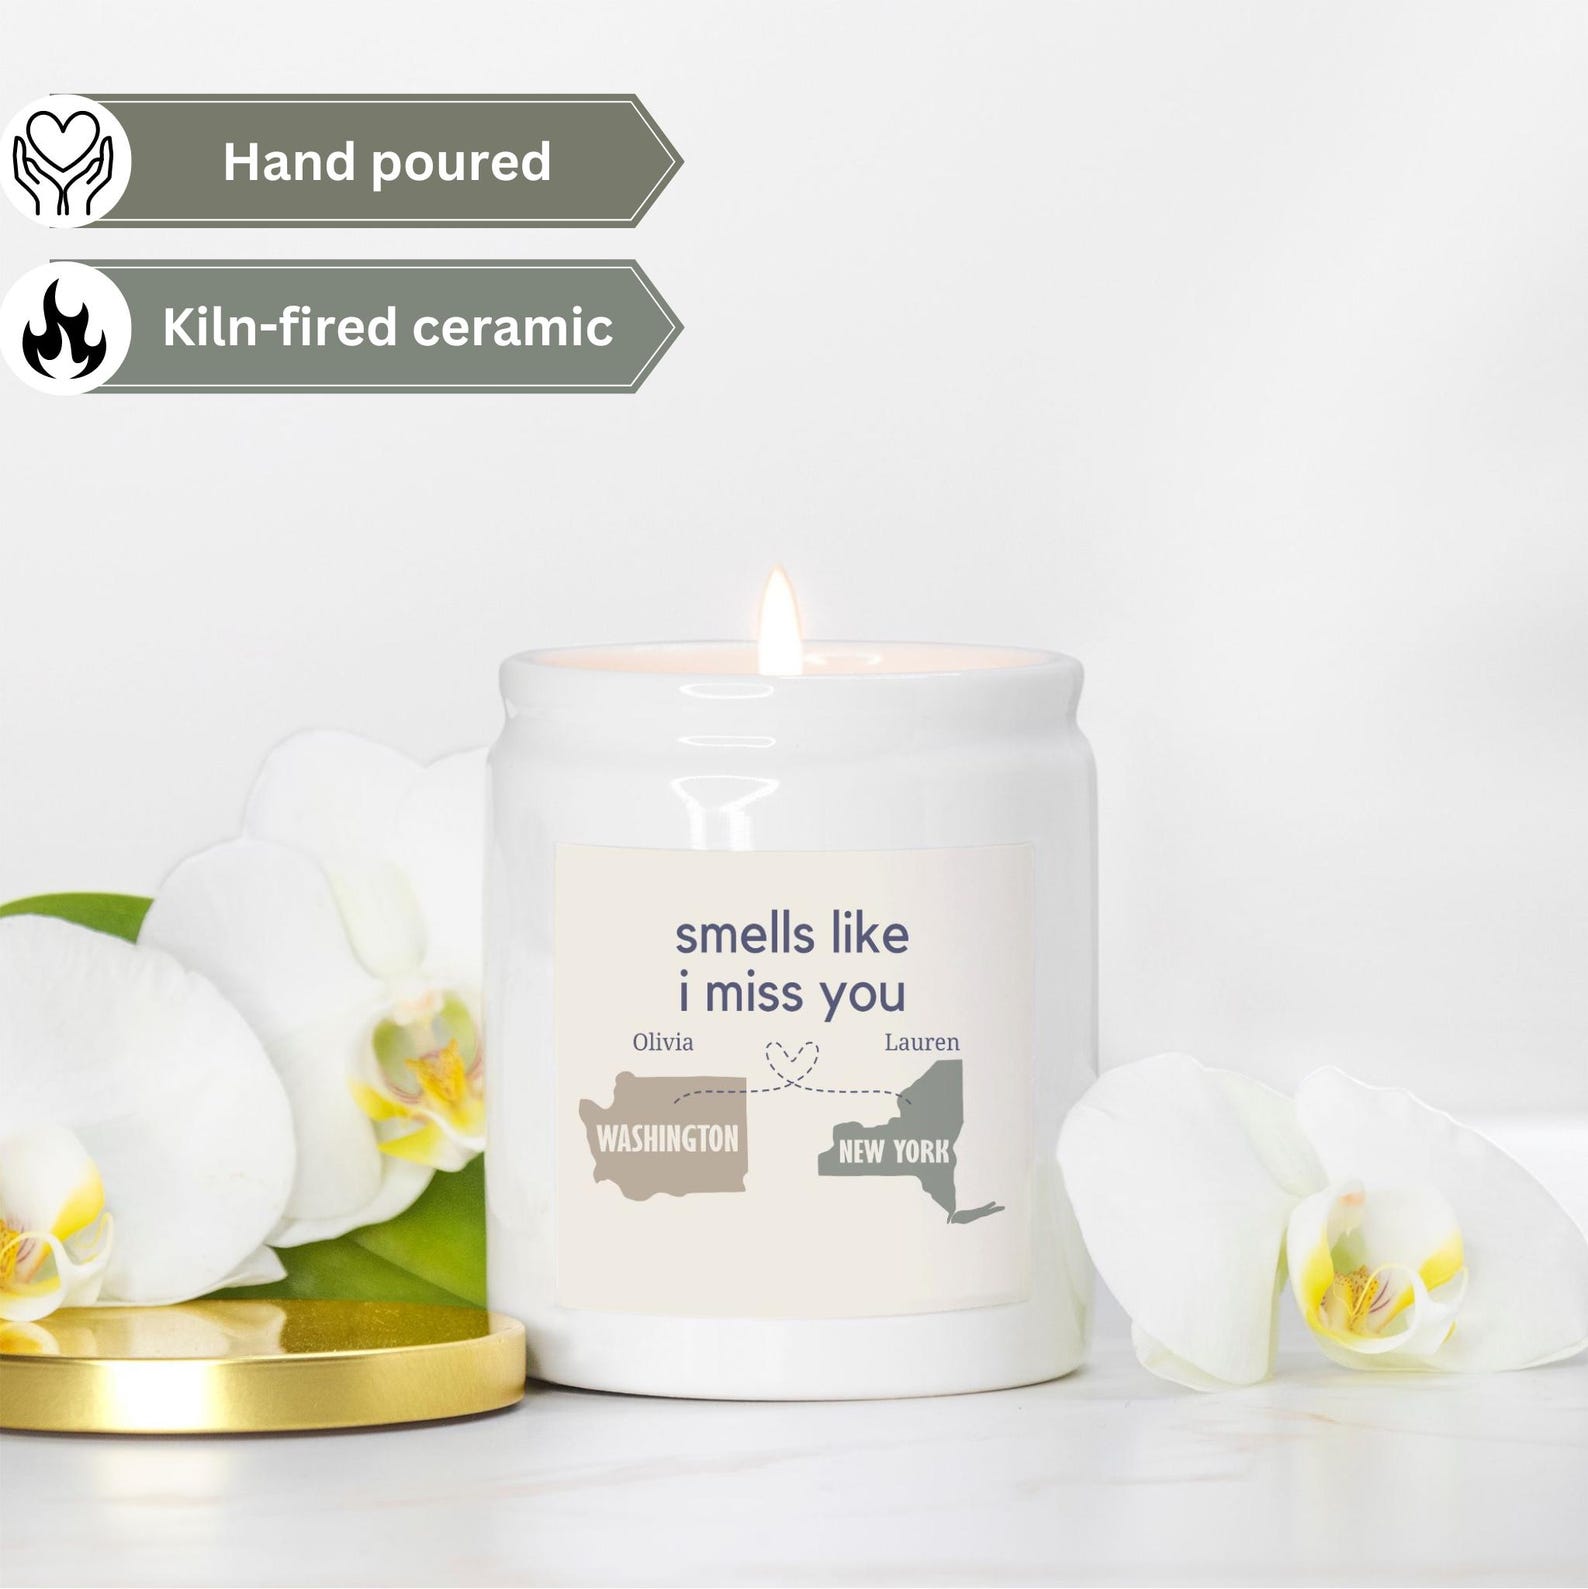 Hand poured
Kiln-fired ceramic
smells like
i miss you
Olivia Lauren
WASHINGTON NEW YORK